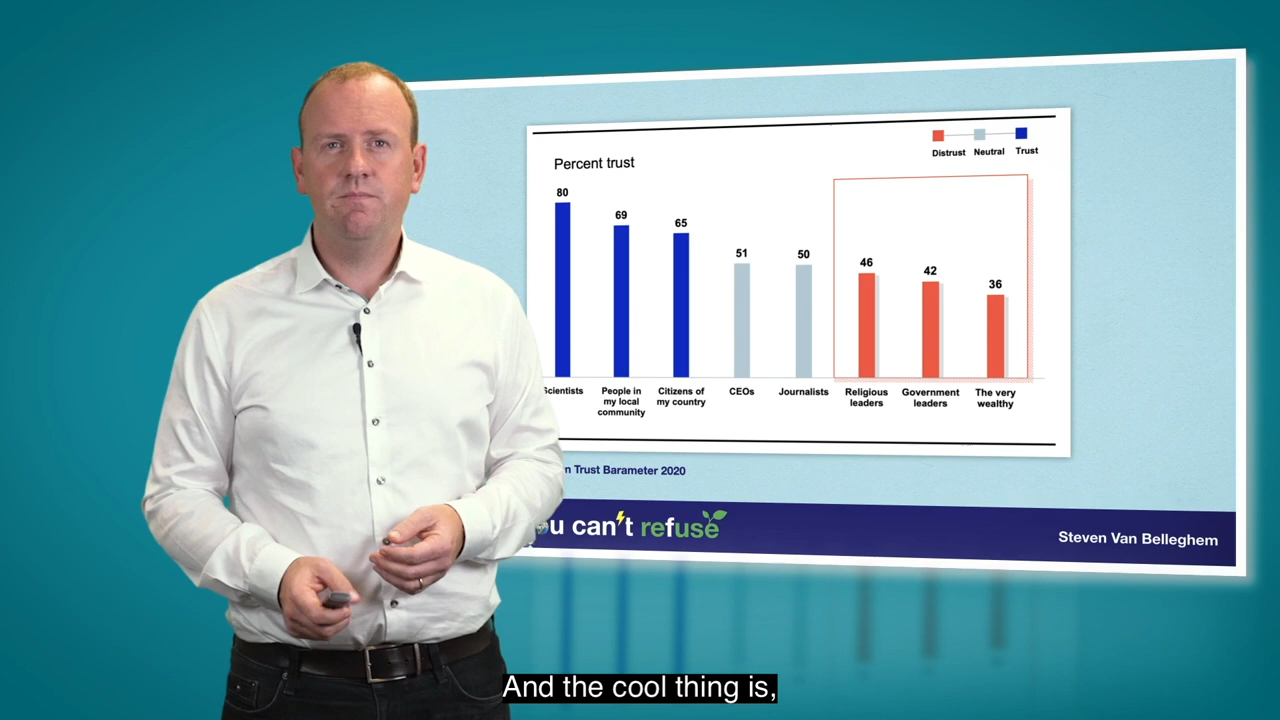 Distrust Neutral Trust
Percent trust
80
69
65
51
50
46
42
36
Scientists
People in
my local
community
Citizens of
my country
CEOs
Journalists
Religious
leaders
Government
leaders
The very
wealthy
Trust Barameter 2020
can't refuse
Steven Van Belleghem
And the cool thing is,